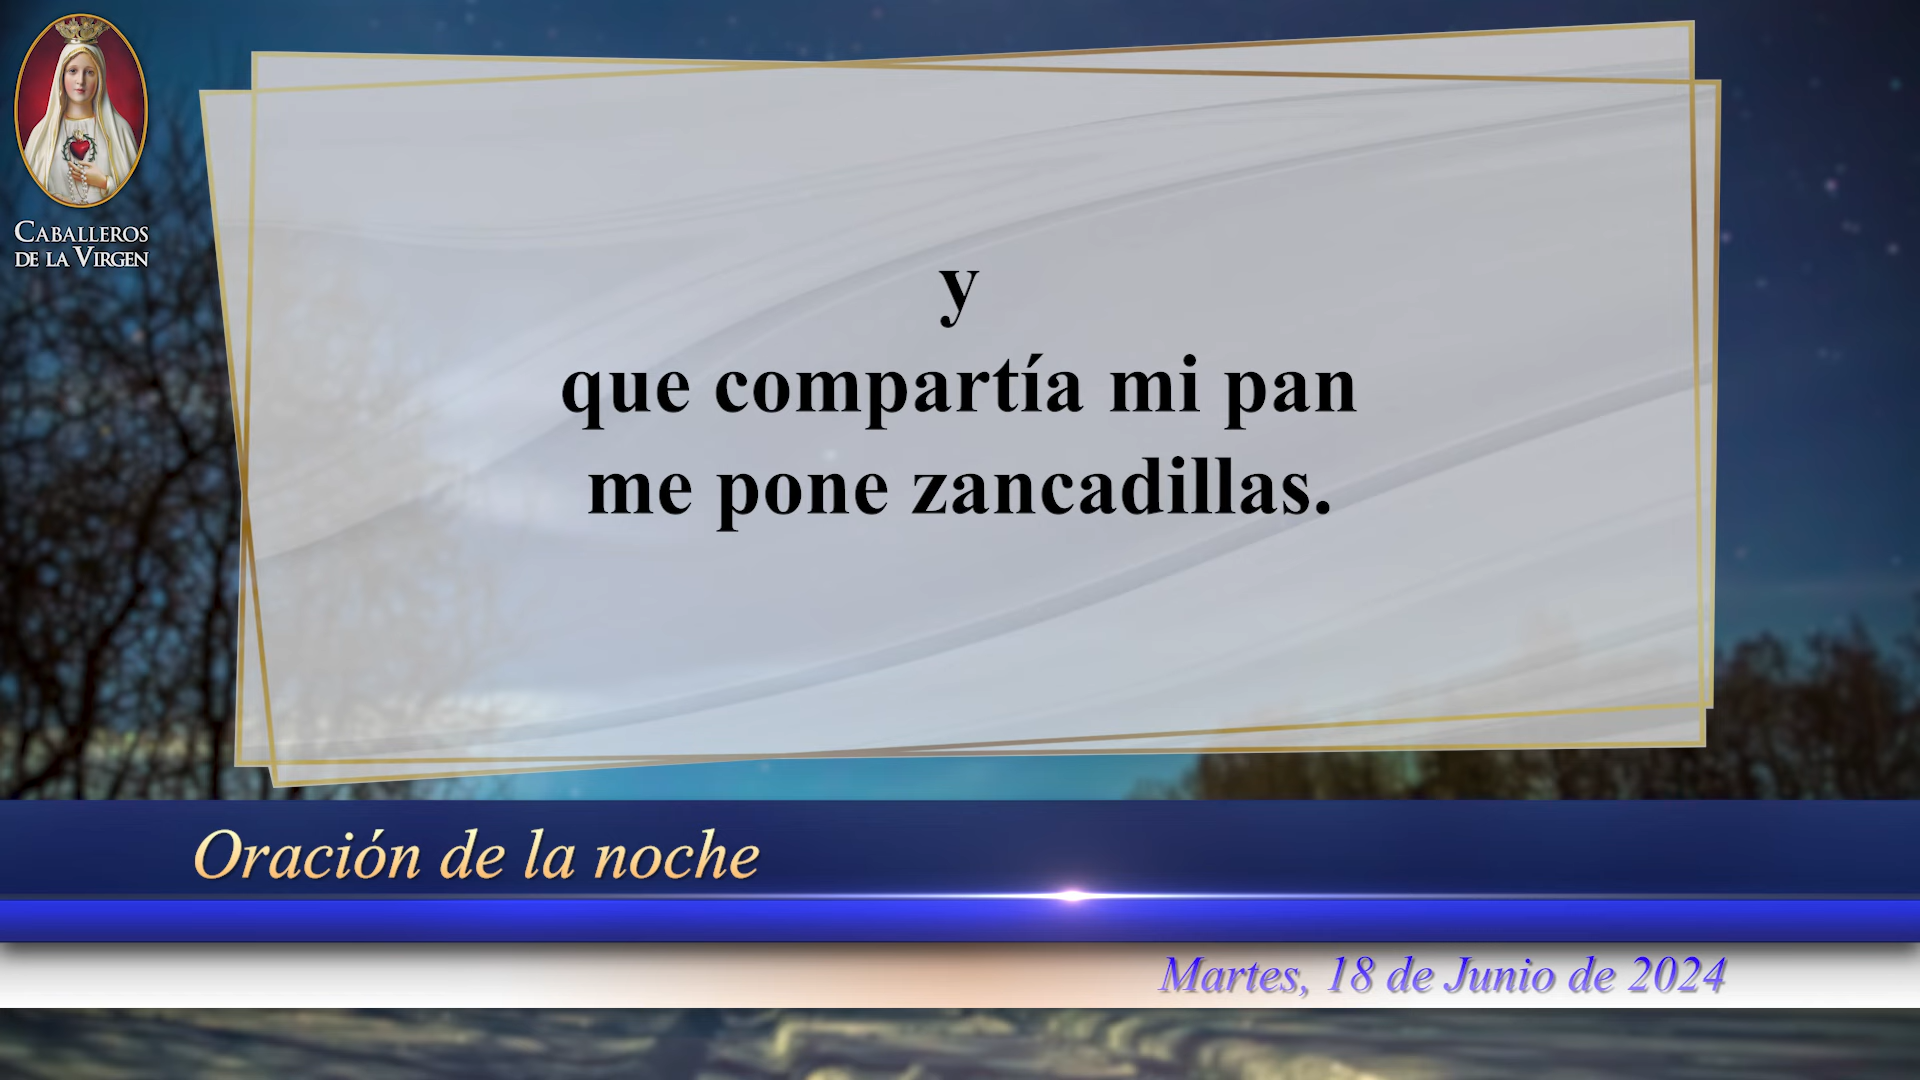 CABALLEROS
DE LA VIRGEN
y
que compartía mi pan
me pone zancadillas.
Oración de la noche
Martes, 18 de Junio de 2024